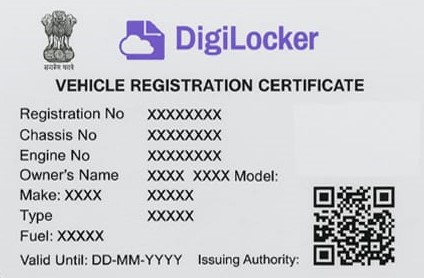 सत्यमेव जयते
DigiLocker
VEHICLE REGISTRATION CERTIFICATE
Registration No XXXXXXXX
Chassis No XXXXXXXX
Engine No XXXXXXXX
Owner's Name XXXX XXXX Model:
Make: XXXX XXXXX
Type XXXXX
Fuel: XXXXX
Valid Until: DD-MM-YYYY Issuing Authority: